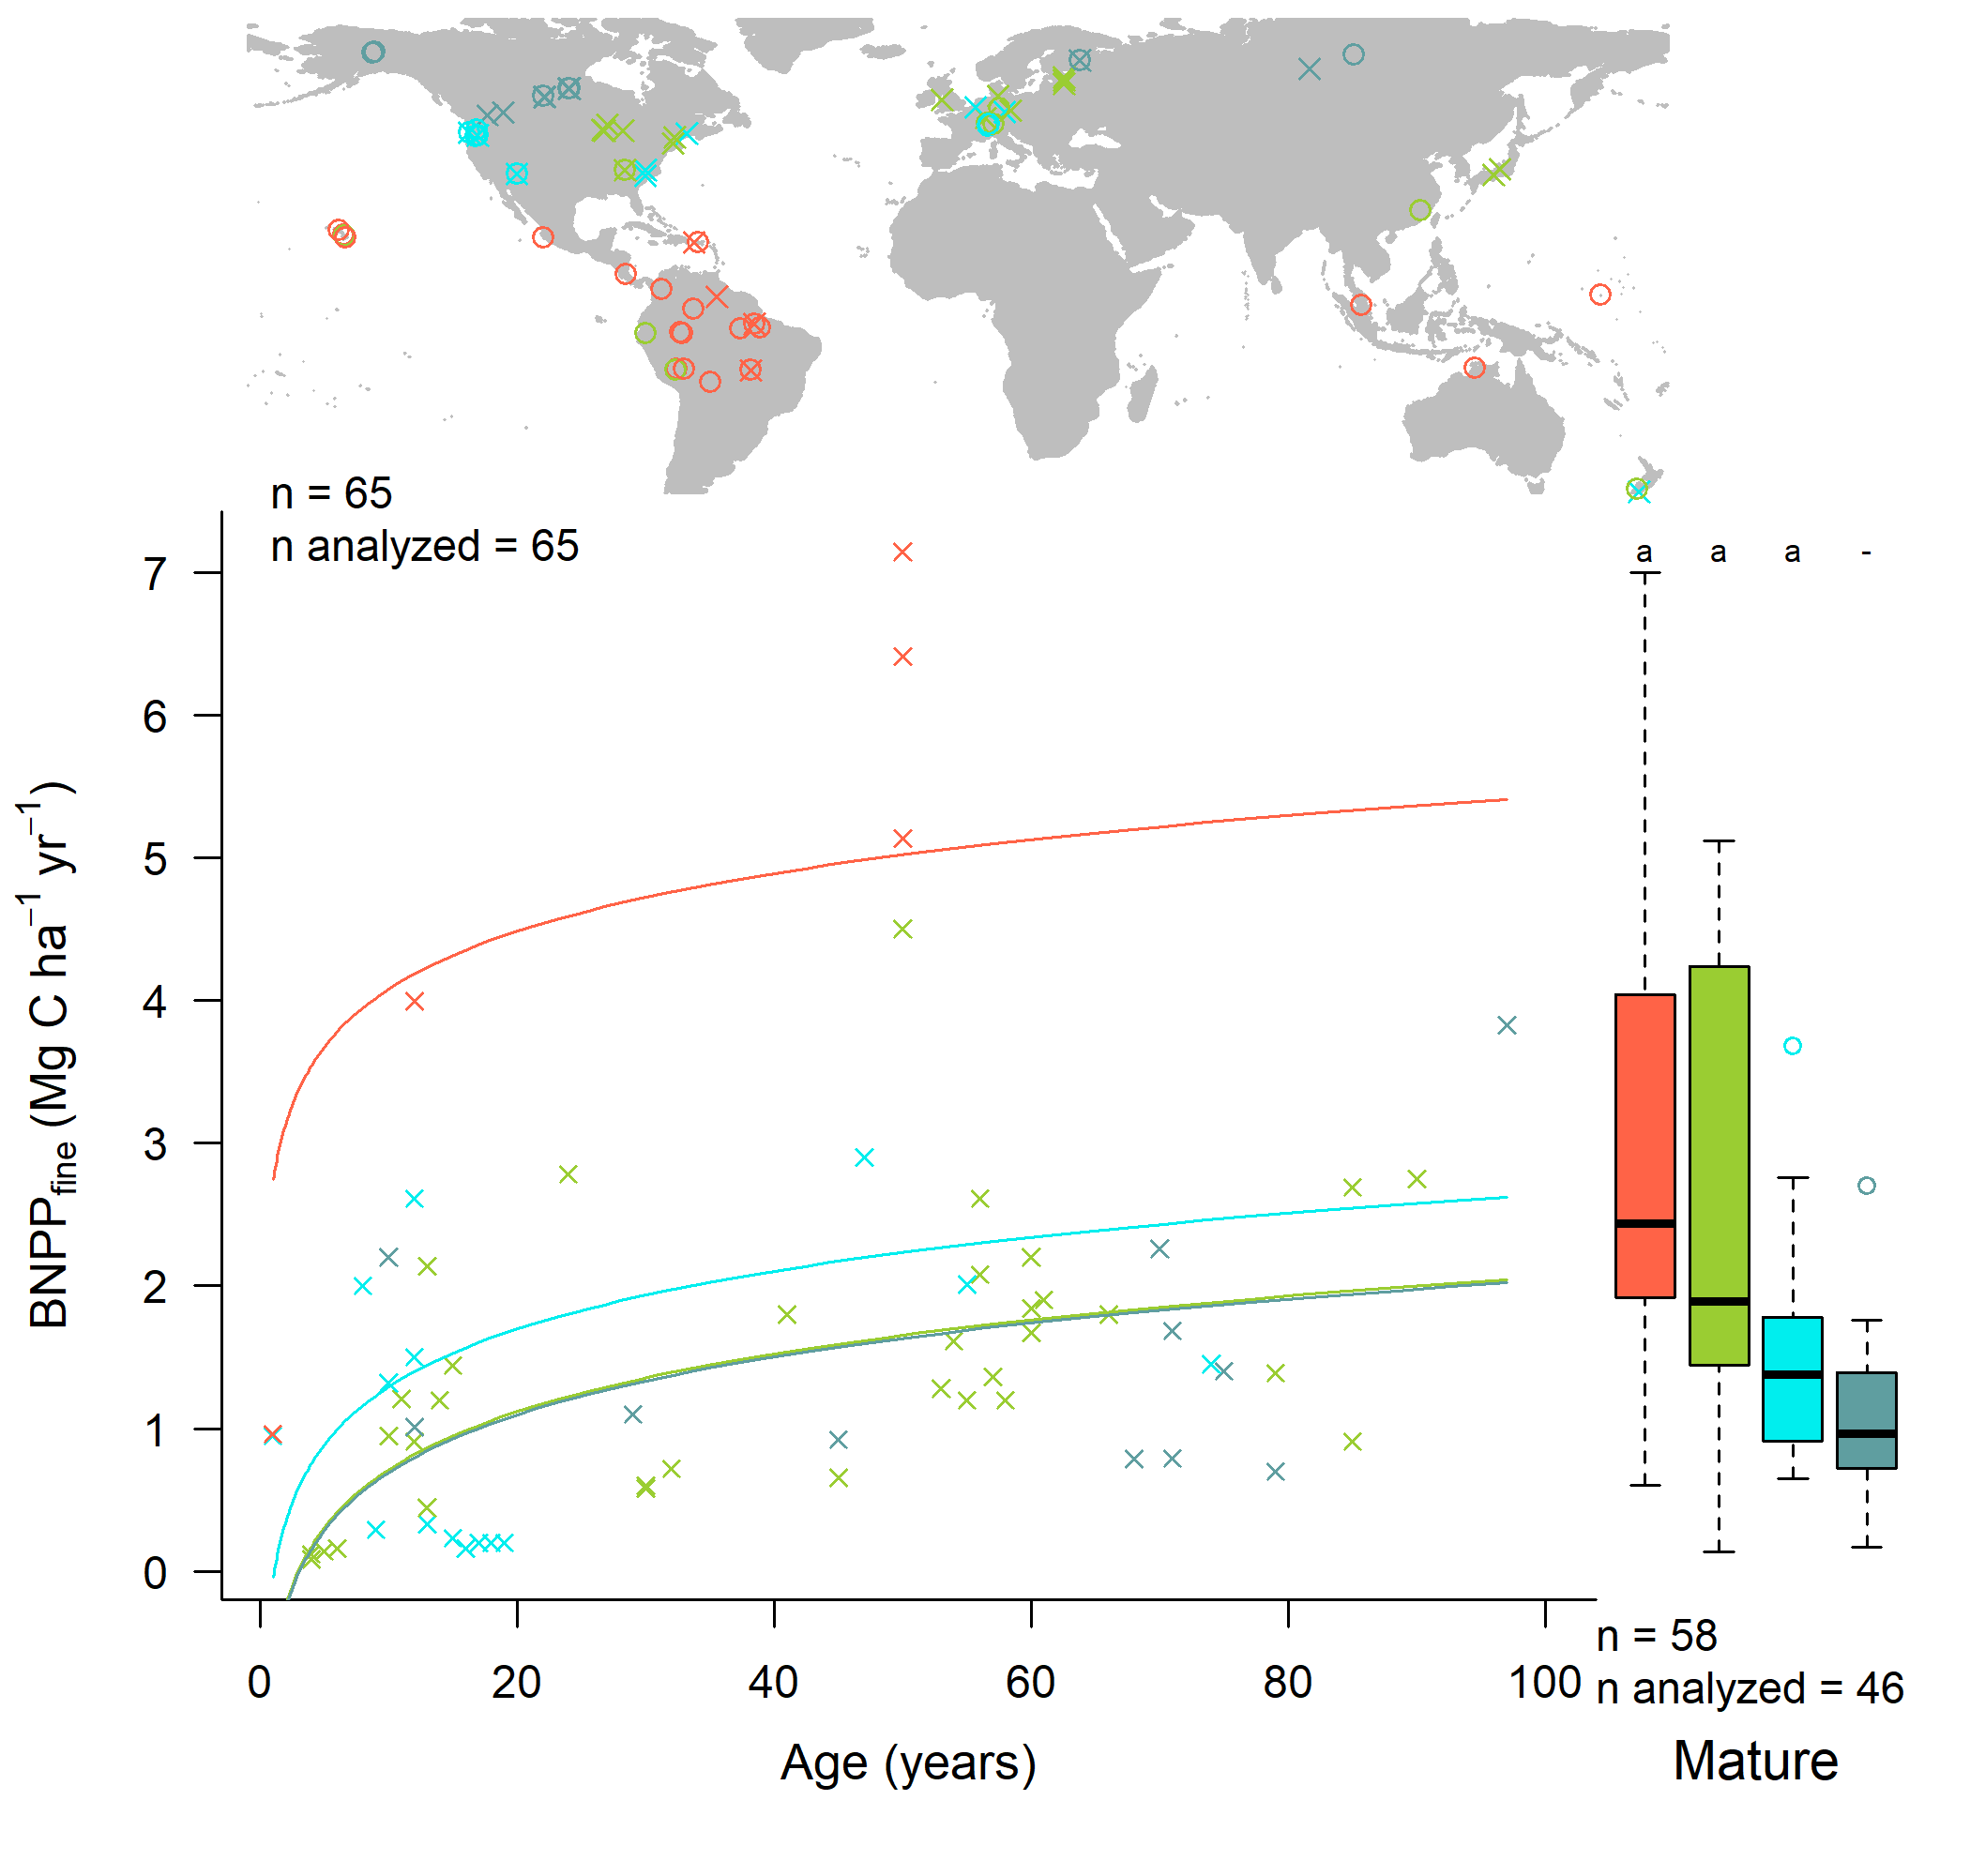 n = 65
n analyzed = 65
a a a -
7
6
5
4
3
2
1
0
BNPP_fine (Mg C ha⁻¹ yr⁻¹)
0 20 40 60 80 100
n = 58
n analyzed = 46
Age (years)
Mature